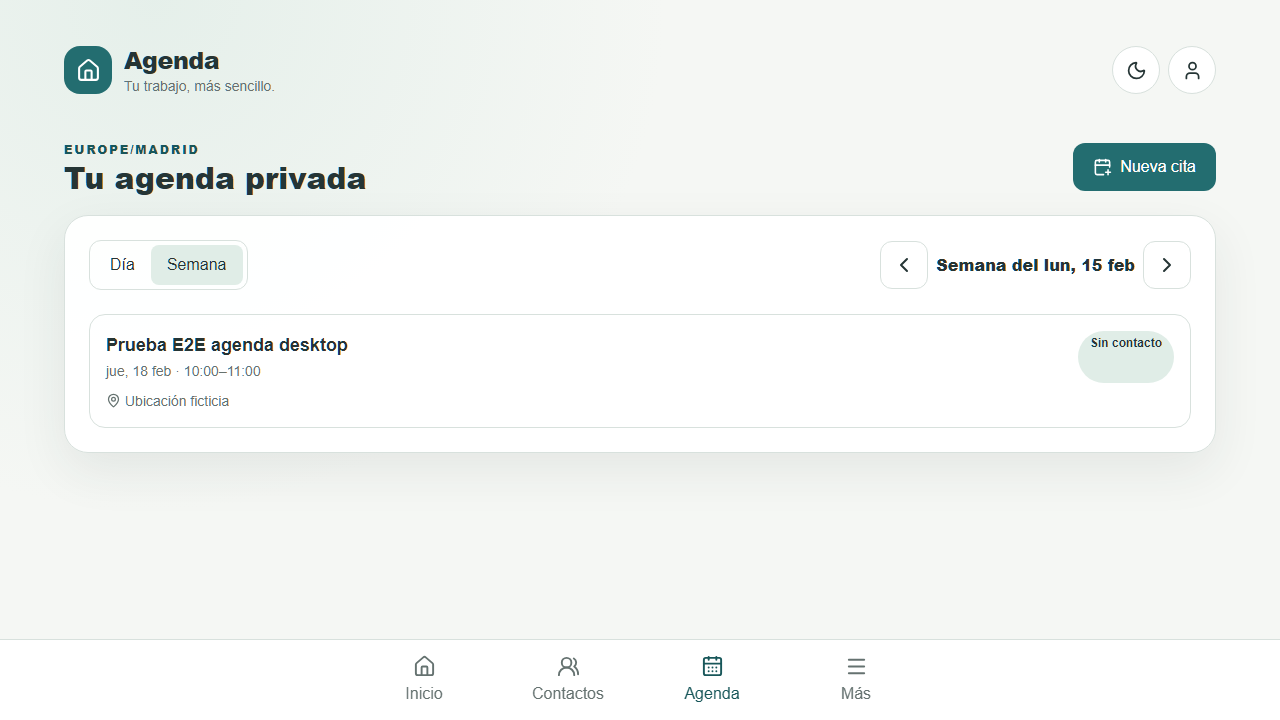 Agenda
Tu trabajo, más sencillo.
EUROPE/MADRID
Tu agenda privada
Nueva cita
Día
Semana
Semana del lun, 15 feb
Prueba E2E agenda desktop
Sin contacto
jue, 18 feb · 10:00–11:00
Ubicación ficticia
Inicio
Contactos
Agenda
Más